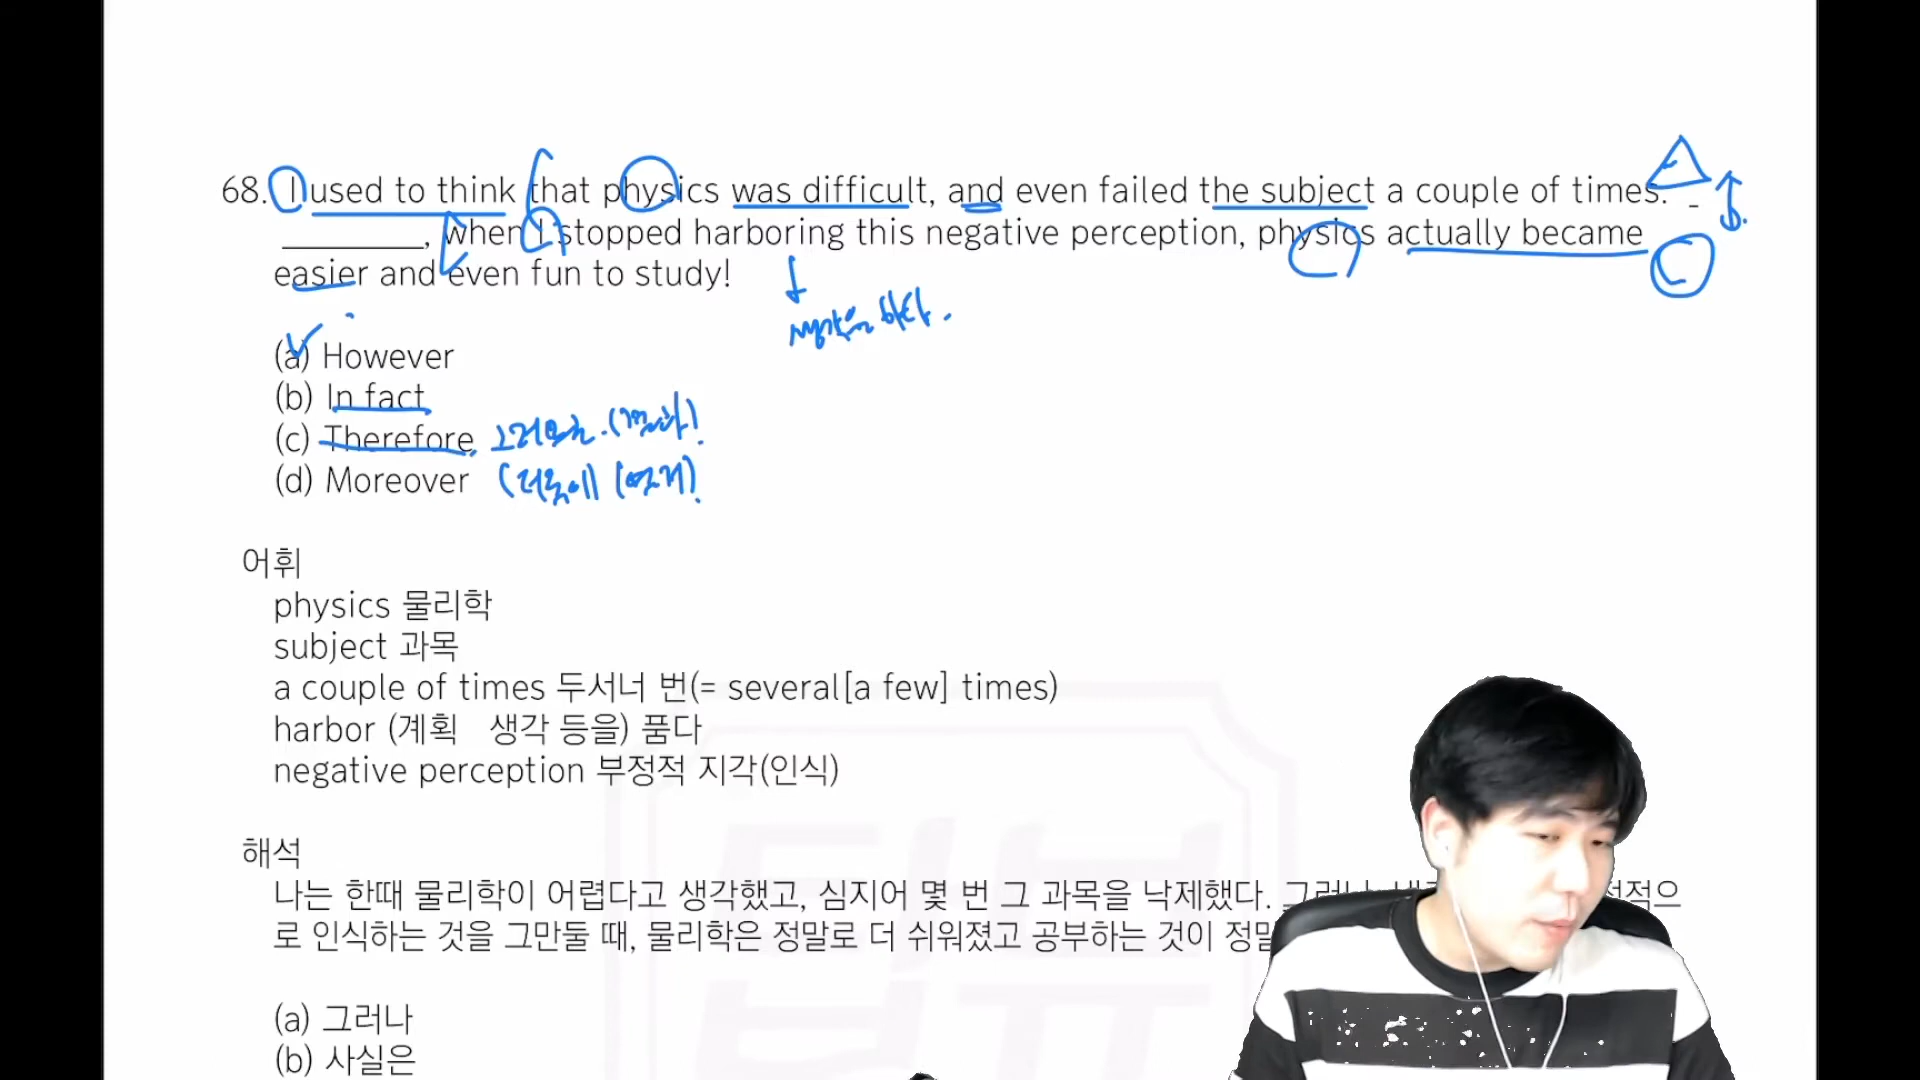 68. I used to think that physics was difficult, and even failed the subject a couple of times.
________, when I stopped harboring this negative perception, physics actually became
easier and even fun to study!
(a) However
(b) In fact
(c) Therefore
(d) Moreover
어휘
physics 물리학
subject 과목
a couple of times 두서너 번(= several[a few] times)
harbor (계획 생각 등을) 품다
negative perception 부정적 지각(인식)
해석
나는 한때 물리학이 어렵다고 생각했고, 심지어 몇 번 그 과목을 낙제했다.
로 인식하는 것을 그만둘 때, 물리학은 정말로 더 쉬워졌고 공부하는 것이
(a) 그러나
(b) 사실은